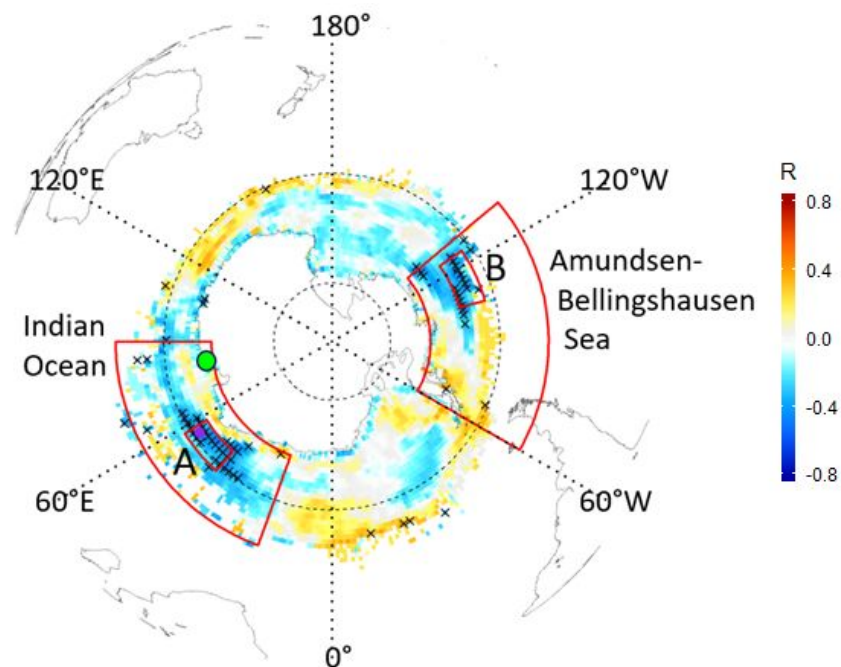 180°
120°E
120°W
R
0.8
0.4
0.0
-0.4
-0.8
B
Amundsen-
Bellingshausen
Sea
Indian
Ocean
A
60°E
60°W
0°